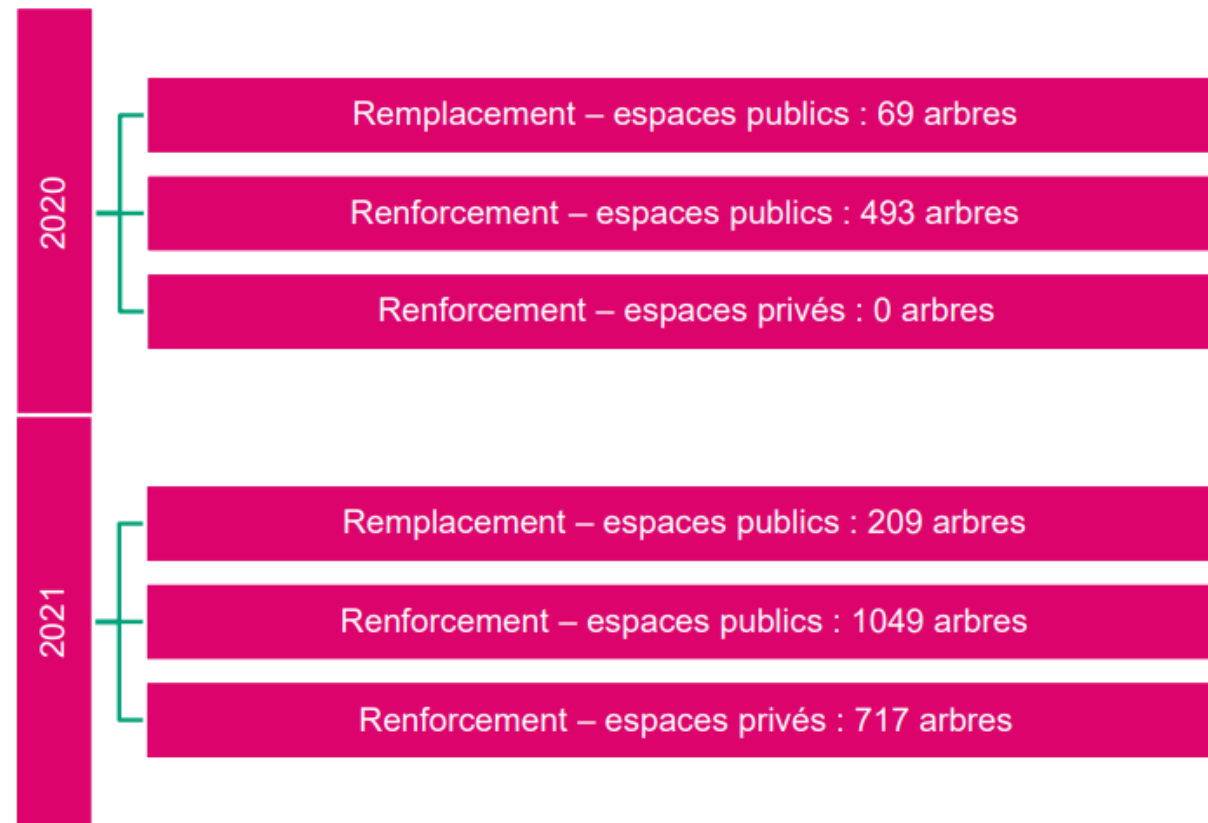 2020
Remplacement – espaces publics : 69 arbres
Renforcement – espaces publics : 493 arbres
Renforcement – espaces privés : 0 arbres
2021
Remplacement – espaces publics : 209 arbres
Renforcement – espaces publics : 1049 arbres
Renforcement – espaces privés : 717 arbres